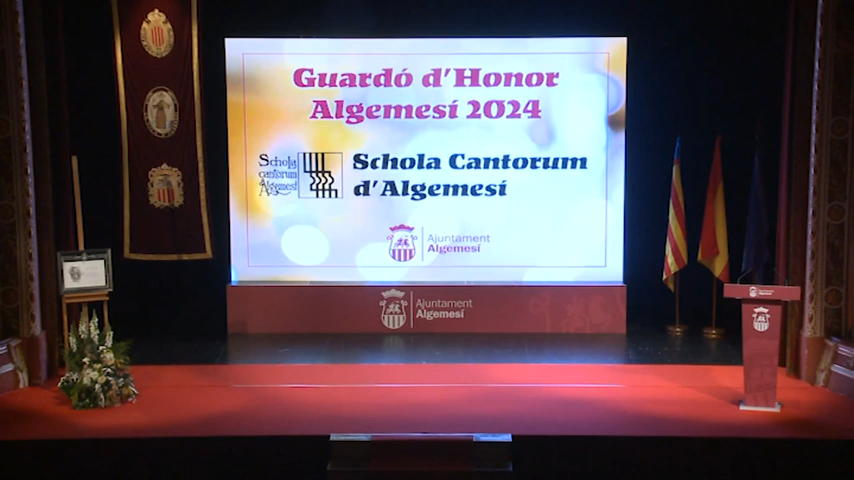 Guardó d'Honor
Algemesí 2024
Schola
cantorum
d'Algemesí
Schola Cantorum
d'Algemesí
Ajuntament
Algemesí
Ajuntament
Algemesí